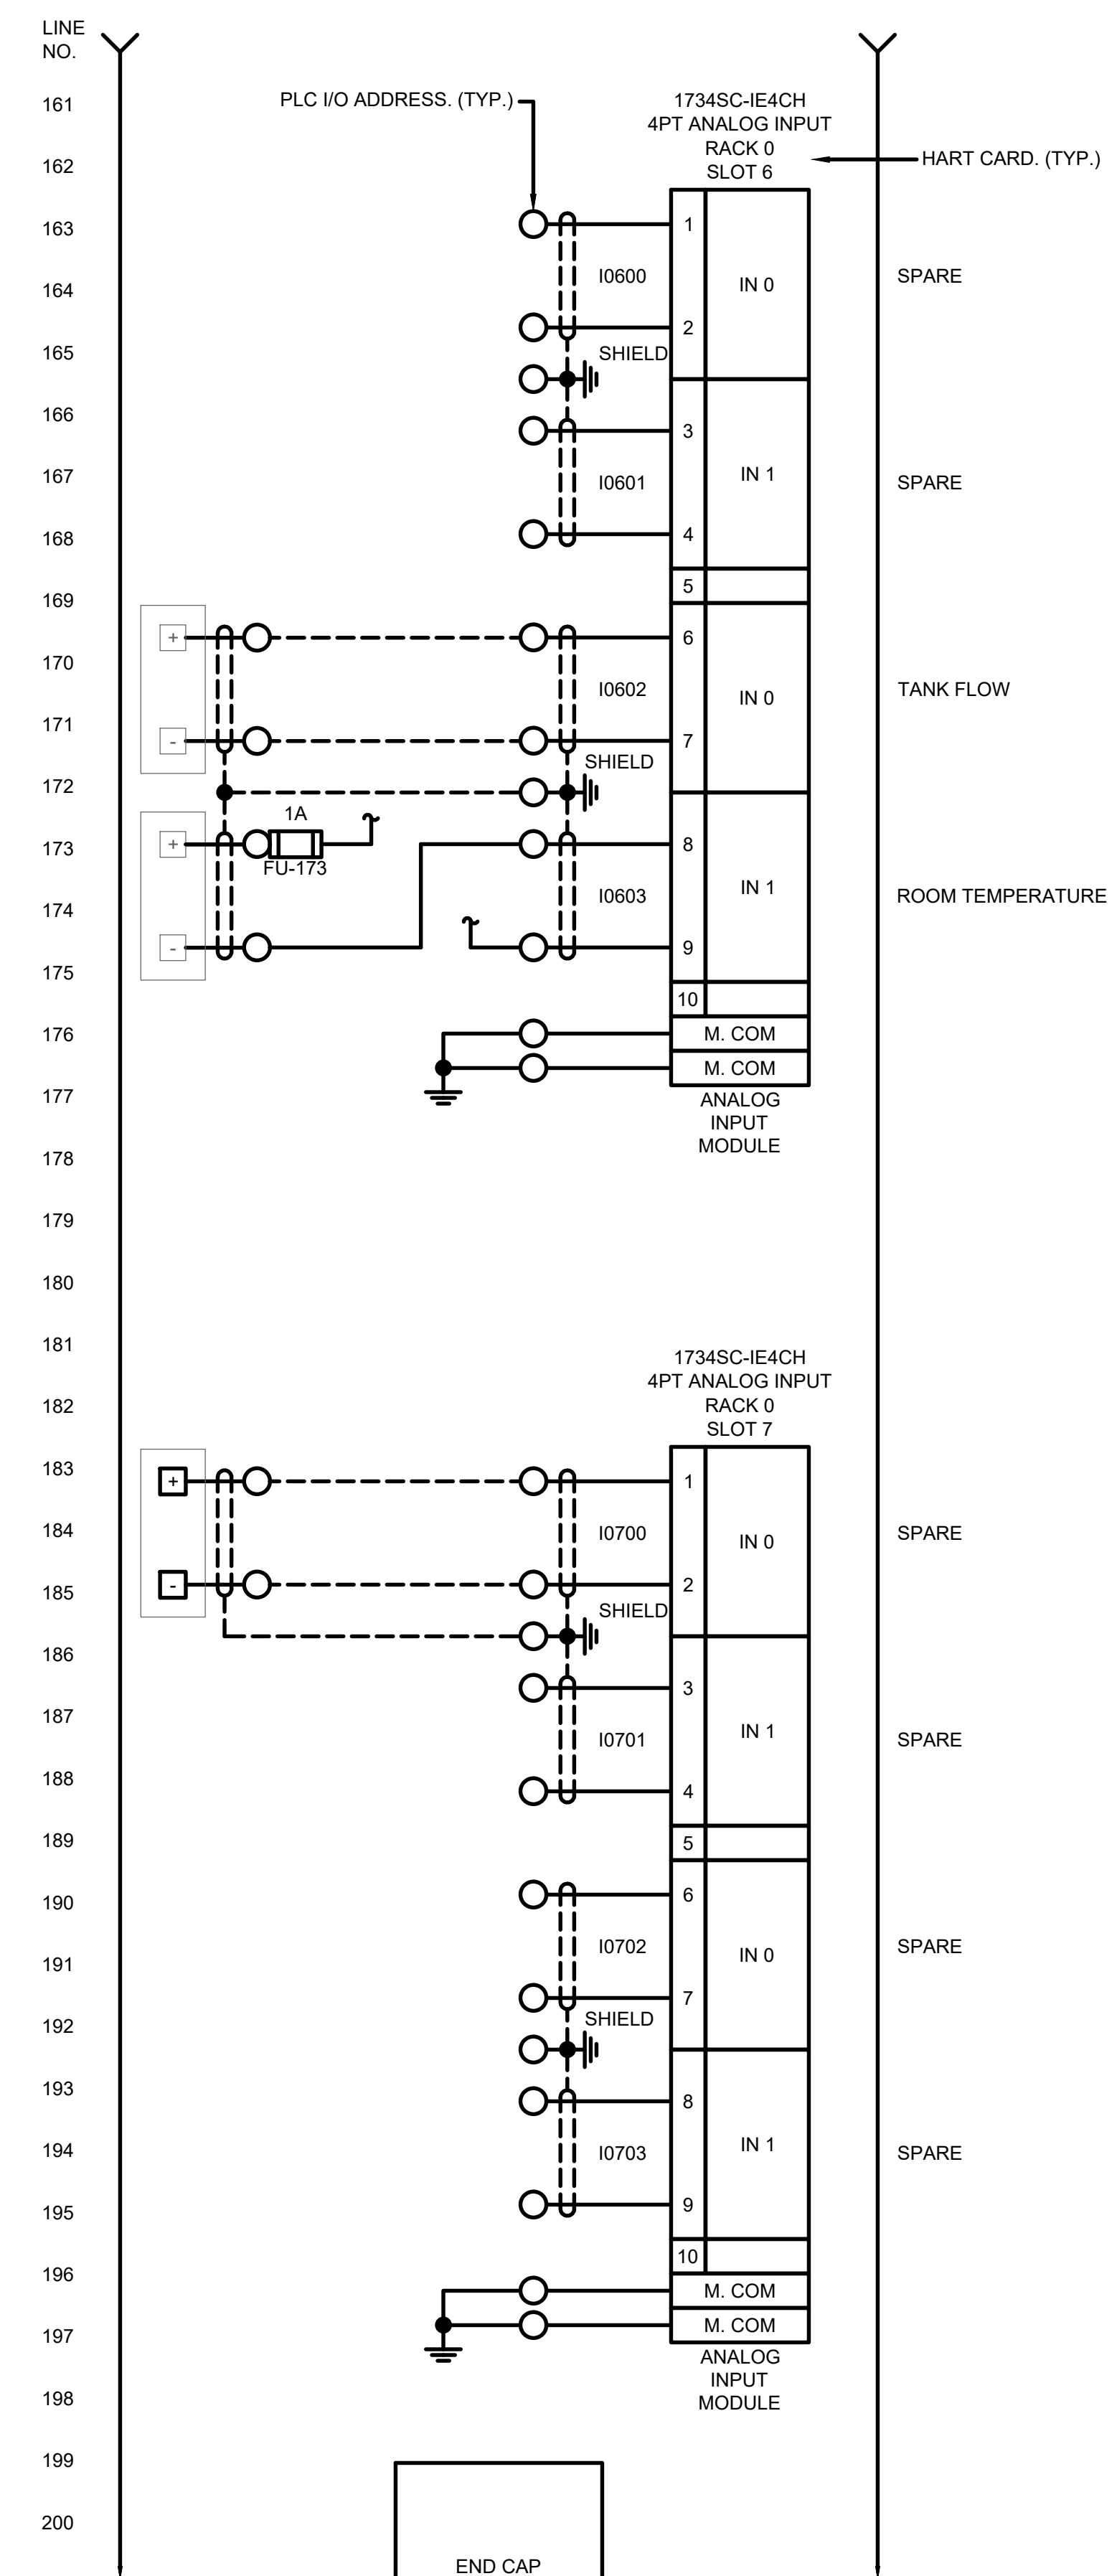 LINE
NO.
161
PLC I/O ADDRESS. (TYP.)
1734SC-IE4CH
4PT ANALOG INPUT
RACK 0
SLOT 6
162
HART CARD. (TYP.)
163
1
I0600
IN 0
SPARE
164
2
165
SHIELD
166
3
167
I0601
IN 1
SPARE
168
4
5
169
+
6
170
I0602
IN 0
TANK FLOW
171
-
7
SHIELD
172
1A
173
+
FU-173
8
174
I0603
IN 1
ROOM TEMPERATURE
-
9
175
10
176
M. COM
M. COM
177
ANALOG
INPUT
MODULE
178
179
180
181
1734SC-IE4CH
4PT ANALOG INPUT
182
RACK 0
SLOT 7
183
+
1
184
I0700
IN 0
SPARE
185
-
2
SHIELD
186
3
187
I0701
IN 1
SPARE
188
4
189
5
190
6
191
I0702
IN 0
SPARE
7
192
SHIELD
193
8
194
I0703
IN 1
SPARE
195
9
10
196
M. COM
M. COM
197
ANALOG
INPUT
MODULE
198
199
200
END CAP